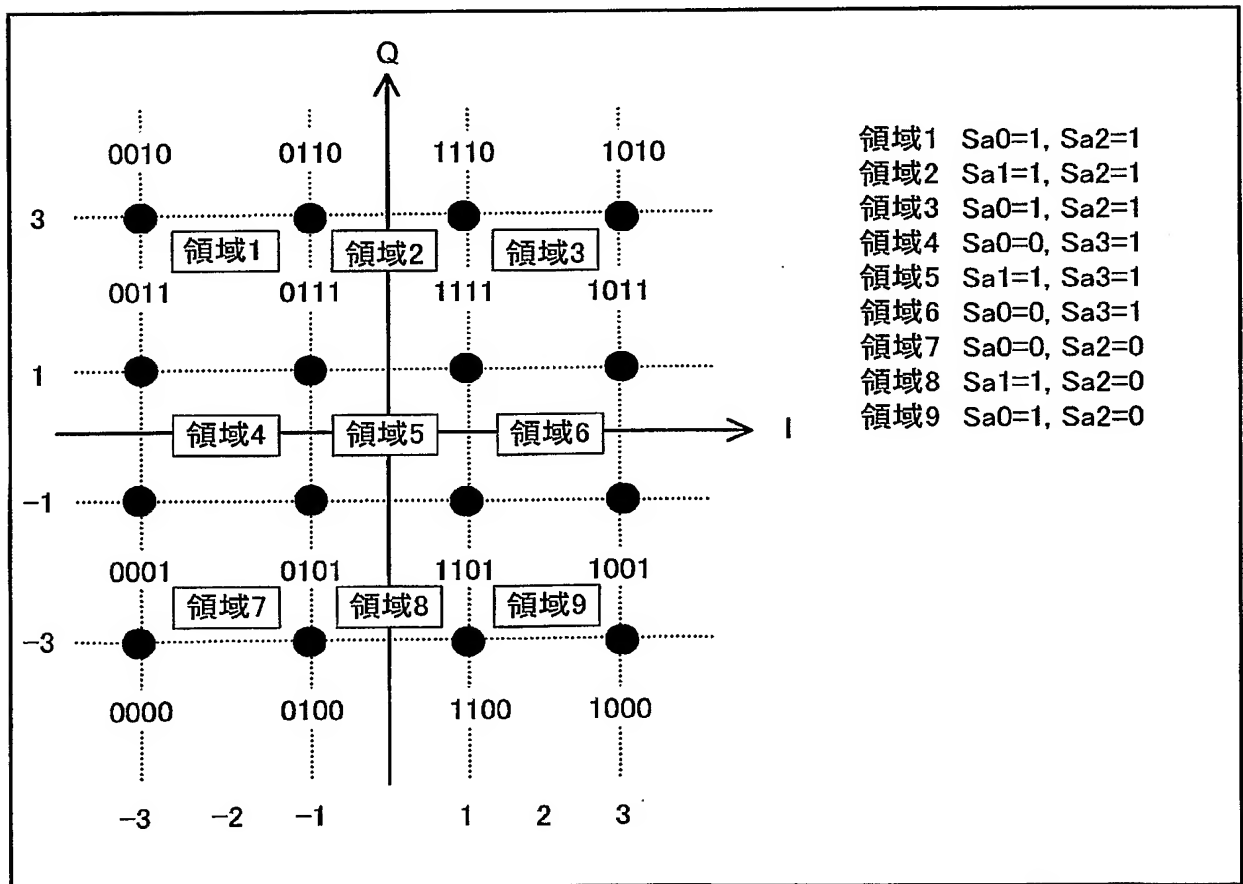 Q
0010 0110 1110 1010
3
領域1 領域2 領域3
0011 0111 1111 1011
1
領域4 領域5 領域6 I
-1
0001 0101 1101 1001
領域7 領域8 領域9
-3
0000 0100 1100 1000
-3 -2 -1 1 2 3
領域1 Sa0=1, Sa2=1
領域2 Sa1=1, Sa2=1
領域3 Sa0=1, Sa2=1
領域4 Sa0=0, Sa3=1
領域5 Sa1=1, Sa3=1
領域6 Sa0=0, Sa3=1
領域7 Sa0=0, Sa2=0
領域8 Sa1=1, Sa2=0
領域9 Sa0=1, Sa2=0